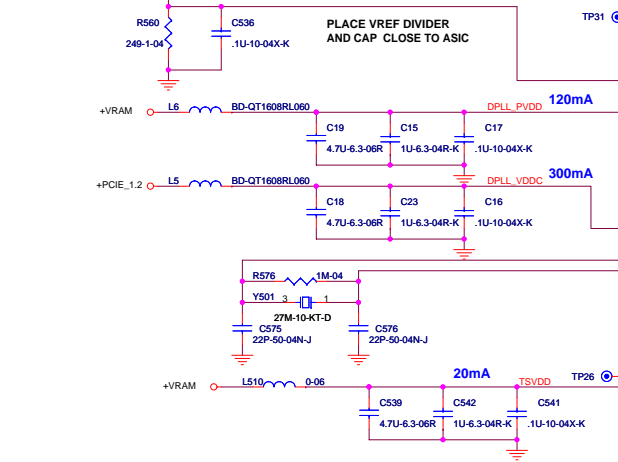 TP31
R560
C536
PLACE VREF DIVIDER
AND CAP CLOSE TO ASIC
249-1-04
.1U-10-04X-K
+VRAM
L6
BD-QT1608RL060
DPLL_PVDD
120mA
C19
C15
C17
4.7U-6.3-06R
1U-6.3-04R-K
.1U-10-04X-K
+PCIE_1.2
L5
BD-QT1608RL060
DPLL_VDDC
300mA
C18
C23
C16
4.7U-6.3-06R
1U-6.3-04R-K
.1U-10-04X-K
R576
1M-04
Y501
3
1
27M-10-KT-D
C575
C576
22P-50-04N-J
22P-50-04N-J
+VRAM
L510
0-06
20mA
TSVDD
TP26
C539
C542
C541
4.7U-6.3-06R
1U-6.3-04R-K
.1U-10-04X-K